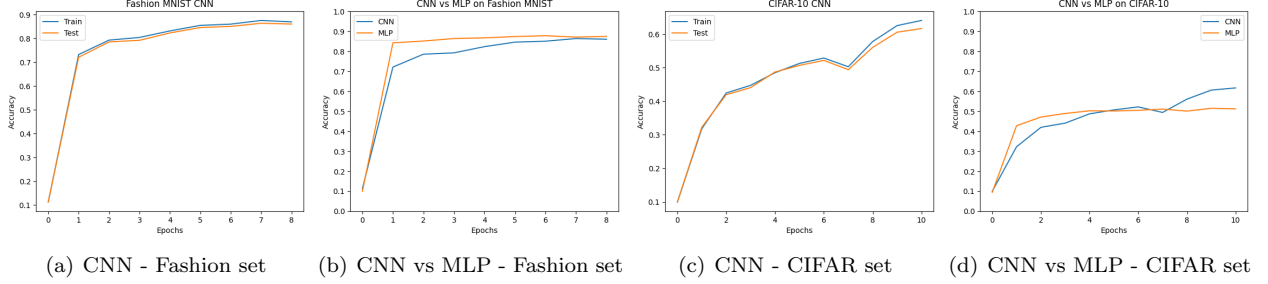 Fashion MNIST CNN
Train
Test
Accuracy
0.9
0.8
0.7
0.6
0.5
0.4
0.3
0.2
0.1
0 1 2 3 4 5 6 7 8
Epochs
(a) CNN - Fashion set
CNN vs MLP on Fashion MNIST
CNN
MLP
Accuracy
1.0
0.9
0.8
0.7
0.6
0.5
0.4
0.3
0.2
0.1
0.0
0 1 2 3 4 5 6 7 8
Epochs
(b) CNN vs MLP - Fashion set
CIFAR-10 CNN
Train
Test
Accuracy
0.6
0.5
0.4
0.3
0.2
0.1
0 2 4 6 8 10
Epochs
(c) CNN - CIFAR set
CNN vs MLP on CIFAR-10
CNN
MLP
Accuracy
1.0
0.9
0.8
0.7
0.6
0.5
0.4
0.3
0.2
0.1
0.0
0 2 4 6 8 10
Epochs
(d) CNN vs MLP - CIFAR set